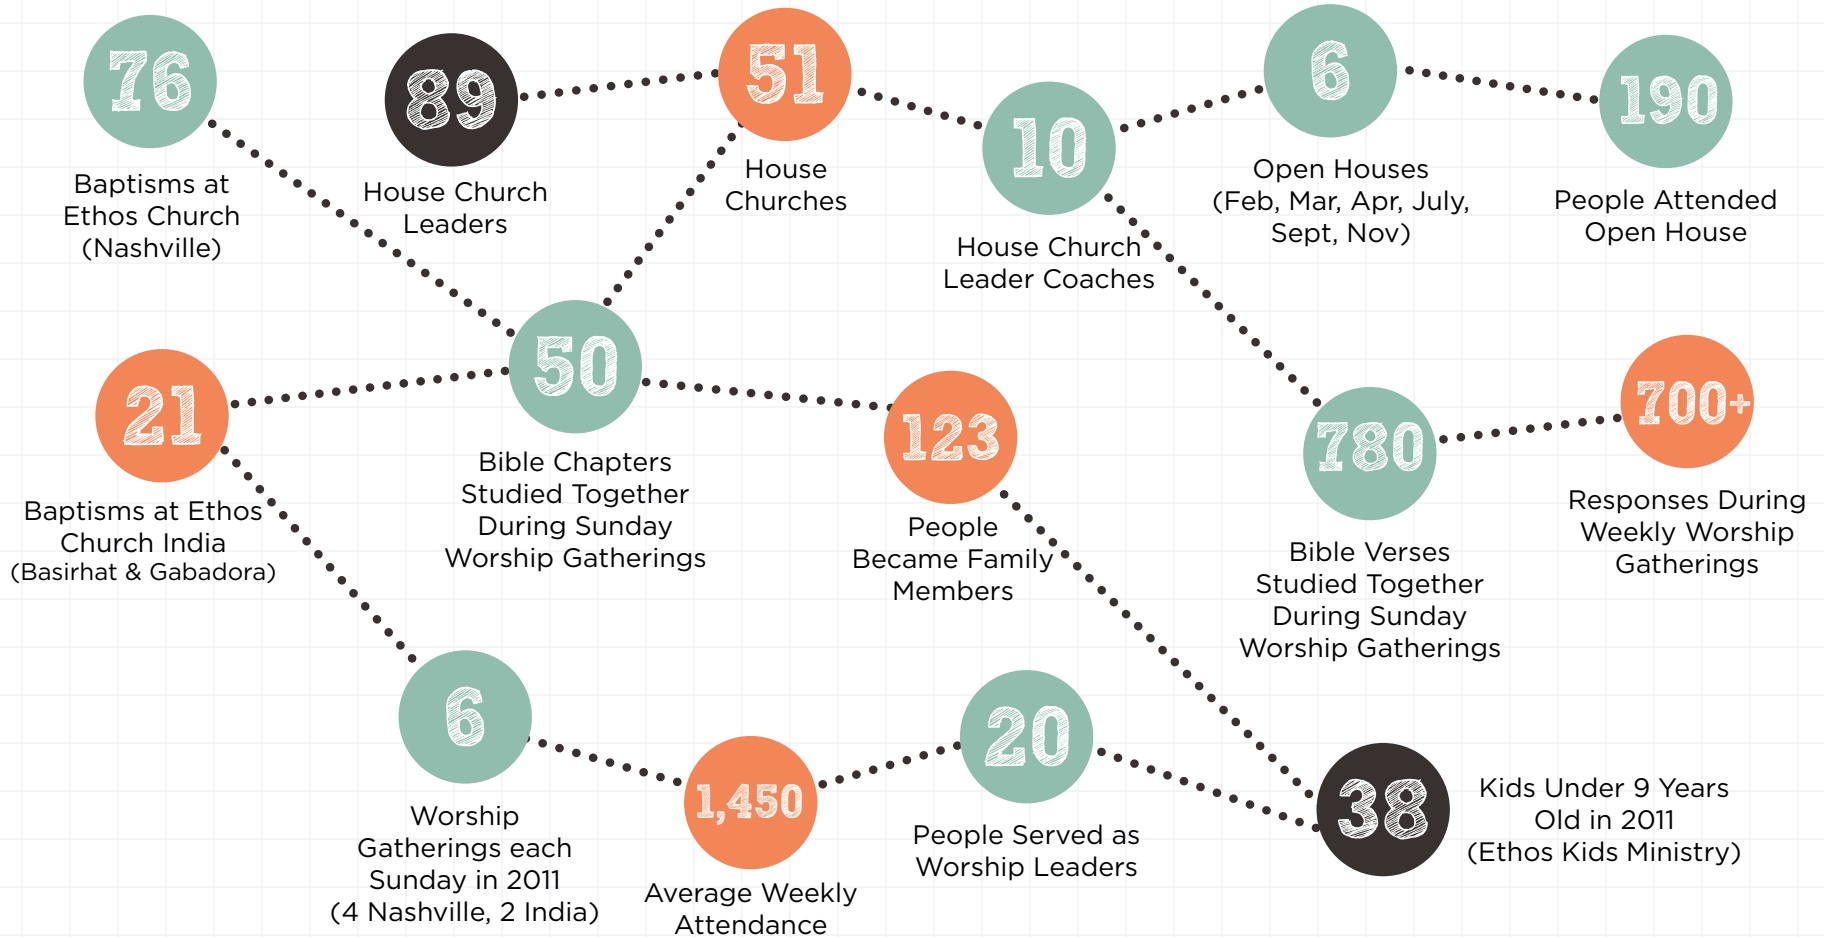 76
Baptisms at
Ethos Church
(Nashville)
89
House Church
Leaders
51
House
Churches
10
House Church
Leader Coaches
6
Open Houses
(Feb, Mar, Apr, July,
Sept, Nov)
190
People Attended
Open House
21
Baptisms at Ethos
Church India
(Basirhat & Gabadora)
50
Bible Chapters
Studied Together
During Sunday
Worship Gatherings
123
People
Became Family
Members
780
Bible Verses
Studied Together
During Sunday
Worship Gatherings
700+
Responses During
Weekly Worship
Gatherings
6
Worship
Gatherings each
Sunday in 2011
(4 Nashville, 2 India)
1,450
Average Weekly
Attendance
20
People Served as
Worship Leaders
38
Kids Under 9 Years
Old in 2011
(Ethos Kids Ministry)